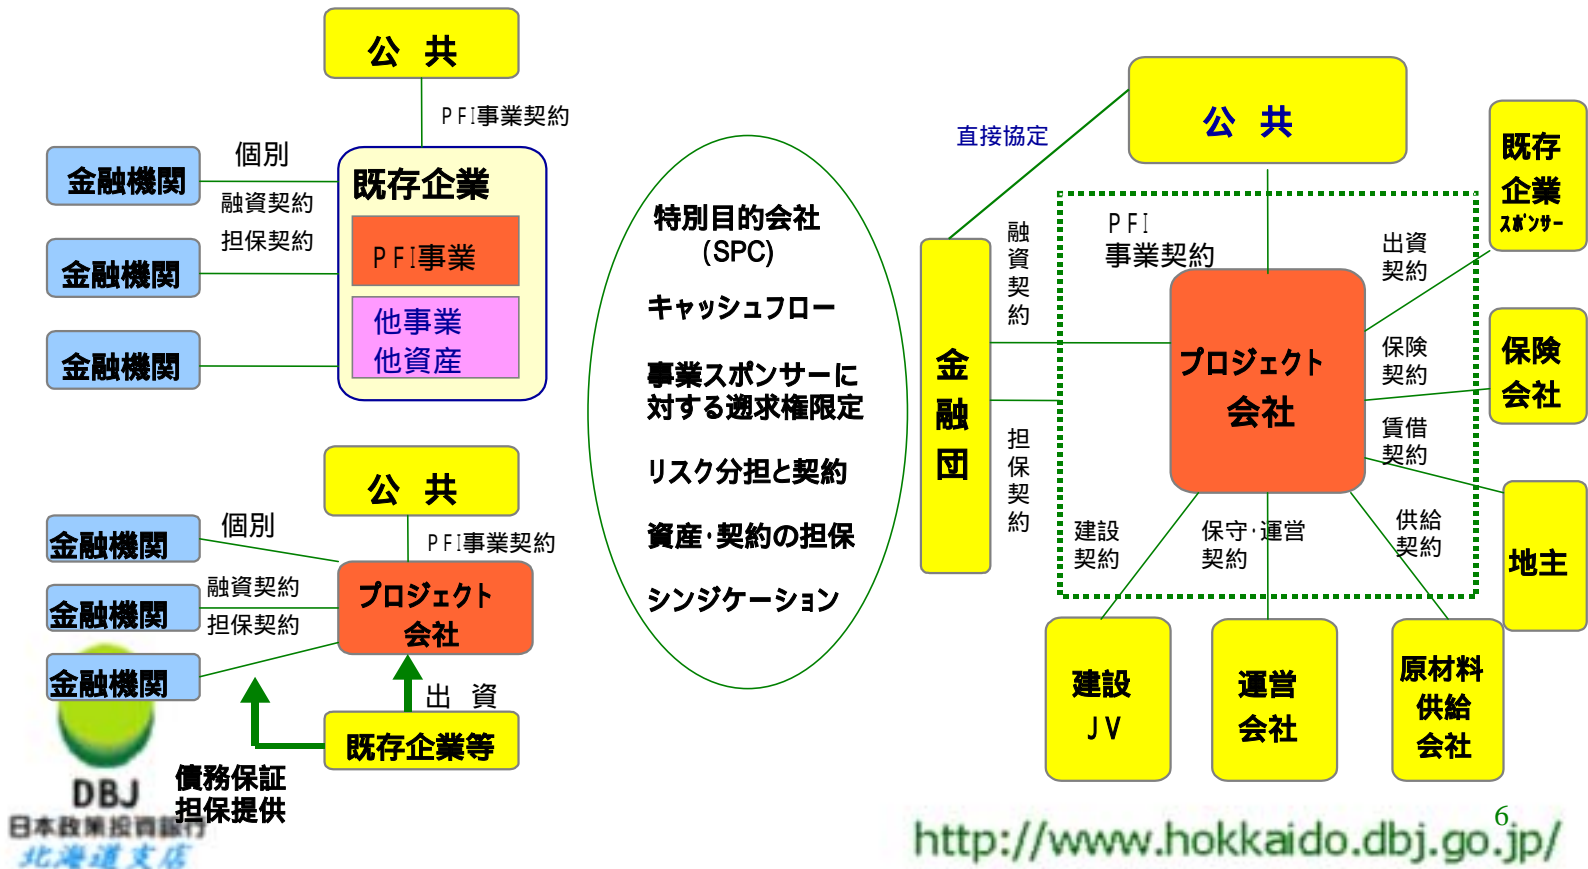 公 共
PFI事業契約
金融機関
個別
融資契約
担保契約
金融機関
金融機関
既存企業
PFI事業
他事業
他資産
公 共
PFI事業契約
金融機関
個別
金融機関
融資契約
担保契約
金融機関
プロジェクト
会社
出 資
既存企業等
債務保証
担保提供
DBJ
日本政策投資銀行
北海道支店
特別目的会社
(SPC)
キャッシュフロー
事業スポンサーに
対する遡求権限定
リスク分担と契約
資産・契約の担保
シンジケーション
公 共
直接協定
金融団
融資契約
担保契約
PFI
事業契約
プロジェクト
会社
既存
企業
スポンサー
出資
契約
保険
会社
保険
契約
賃借
契約
地主
建設
契約
保守・運営
契約
供給
契約
建設
JV
運営
会社
原材料
供給
会社
6
http://www.hokkaido.dbj.go.jp/